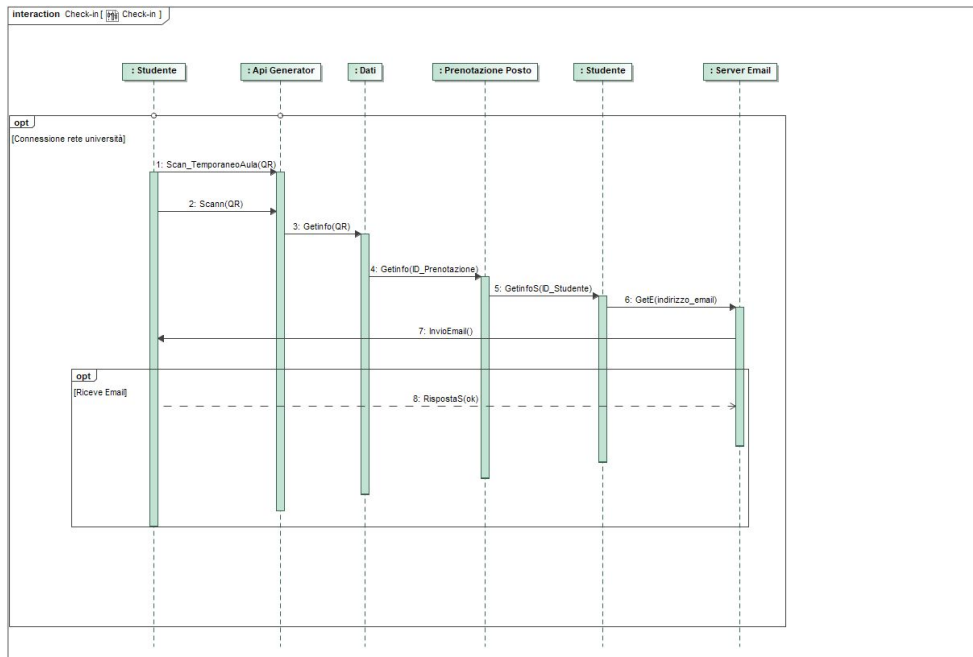 interaction Check-in [ Check-in ]
: Studente
: Api Generator
: Dati
: Prenotazione Posto
: Studente
: Server Email
opt
[Connessione rete università]
1: Scan_TemporaneoAula(QR)
2: Scann(QR)
3: Getinfo(QR)
4: Getinfo(ID_Prenotazione)
5: GetinfoS(ID_Studente)
6: GetE(indirizzo_email)
7: InvioEmail()
opt
[Riceve Email]
8: RispostaS(ok)